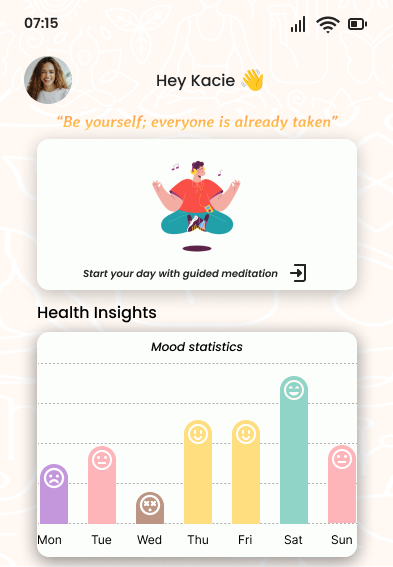 07:15
Hey Kacie 👋
“Be yourself; everyone is already taken”
Start your day with guided meditation
Health Insights
Mood statistics
Mon Tue Wed Thu Fri Sat Sun